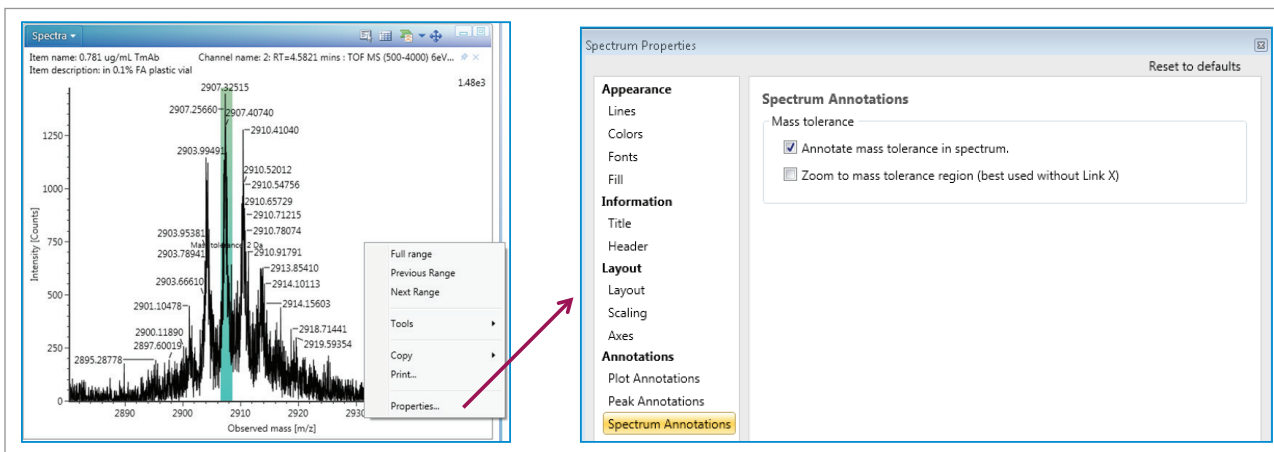 Spectra
Item name: 0.781 ug/mL TmAb Channel name: 2: RT=4.5821 mins : TOF MS (500-4000) 6eV...
Item description: in 0.1% FA plastic vial
1.48e3
2907.32515
2907.25660
2907.40740
2910.41040
2903.99491
2910.52012
2910.54756
2910.65729
2910.71215
2903.95381
2910.78074
Mass tolerance 2 Da
2903.78941
2910.91791
2913.85410
2903.66610
2914.10113
2901.10478
2914.15603
2900.11890
2918.71441
2897.60019
2919.59354
2895.28778
1250
1000
750
500
250
0
Intensity [Counts]
2890 2900 2910 2920 2930
Observed mass [m/z]
Full range
Previous Range
Next Range
Tools
Copy
Print...
Properties...
Spectrum Properties
Reset to defaults
Appearance
Lines
Colors
Fonts
Fill
Information
Title
Header
Layout
Layout
Scaling
Axes
Annotations
Plot Annotations
Peak Annotations
Spectrum Annotations
Spectrum Annotations
Mass tolerance
Annotate mass tolerance in spectrum.
Zoom to mass tolerance region (best used without Link X)